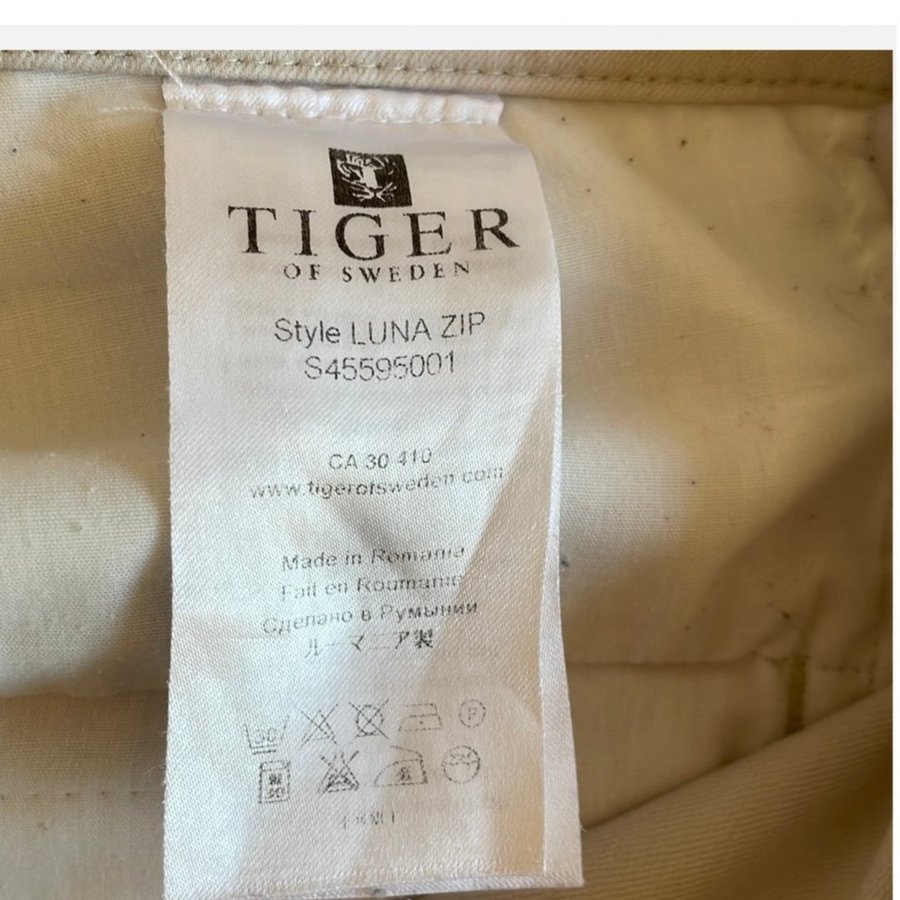 TIGER
OF SWEDEN
Style LUNA ZIP
S45595001
CA 30 410
www.tigerofsweden.com
Made in Romania
Fait en Roumanie
Сделано в Румынии
ルーマニア製
30
P